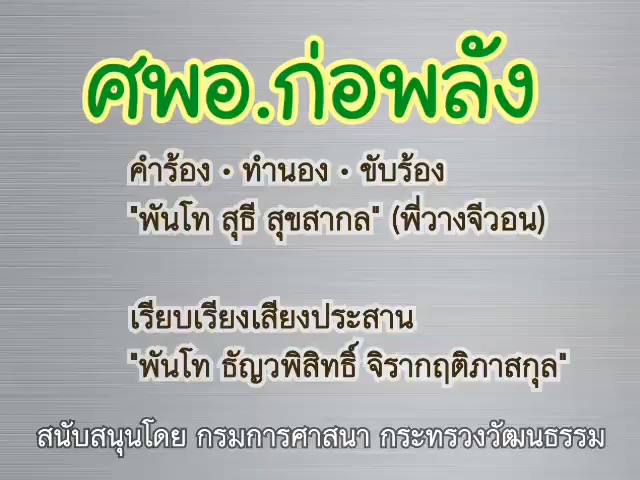 ศพอ.ก่อพลัง
คำร้อง • ทำนอง • ขับร้อง
"พันโท สุธี สุขสากล" (พี่วางจีวอน)
เรียบเรียงเสียงประสาน
"พันโท ธัญวพิสิทธิ์ จิรากฤติภาสกุล"
สนับสนุนโดย กรมการศาสนา กระทรวงวัฒนธรรม